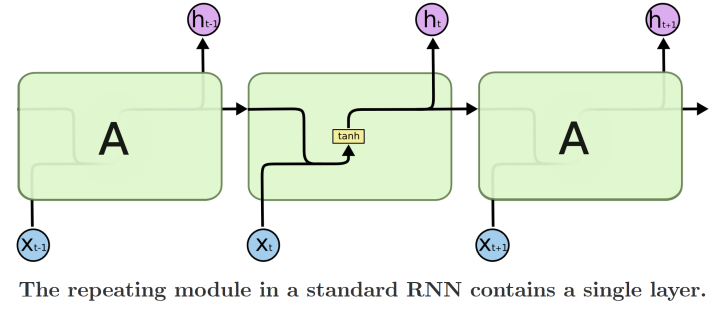 hₜ₋₁ hₜ hₜ₊₁
A tanh A
xₜ₋₁ xₜ xₜ₊₁
The repeating module in a standard RNN contains a single layer.